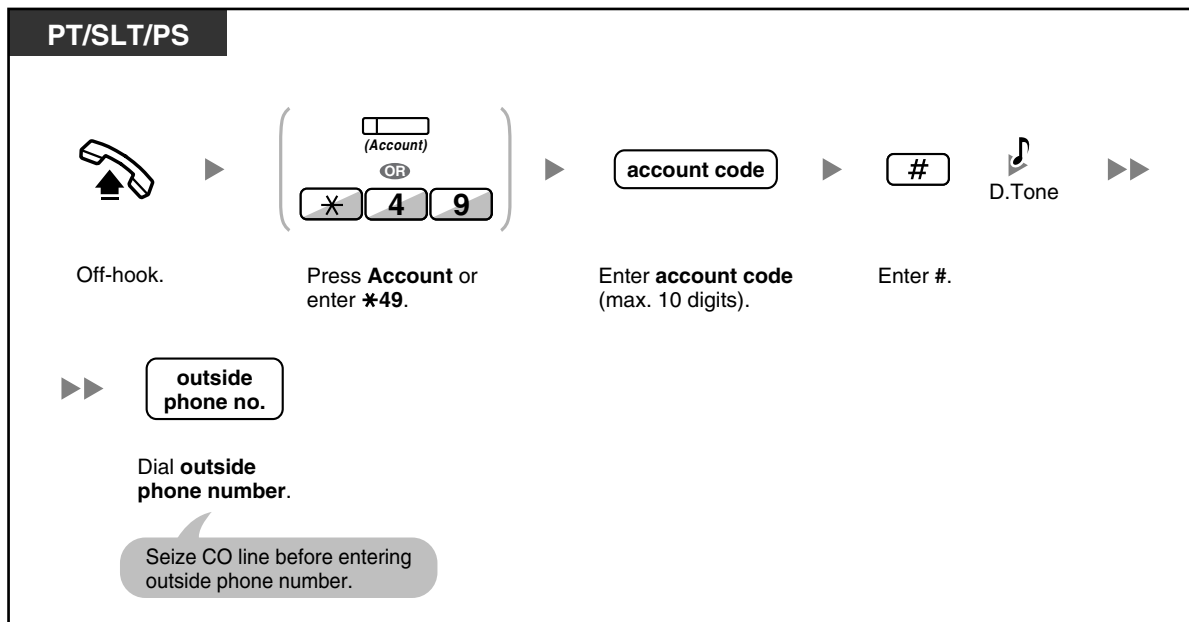 PT/SLT/PS
(Account)
OR
* 4 9
account code
#
D.Tone
Off-hook.
Press Account or
enter *49.
Enter account code
(max. 10 digits).
Enter #.
outside
phone no.
Dial outside
phone number.
Seize CO line before entering
outside phone number.